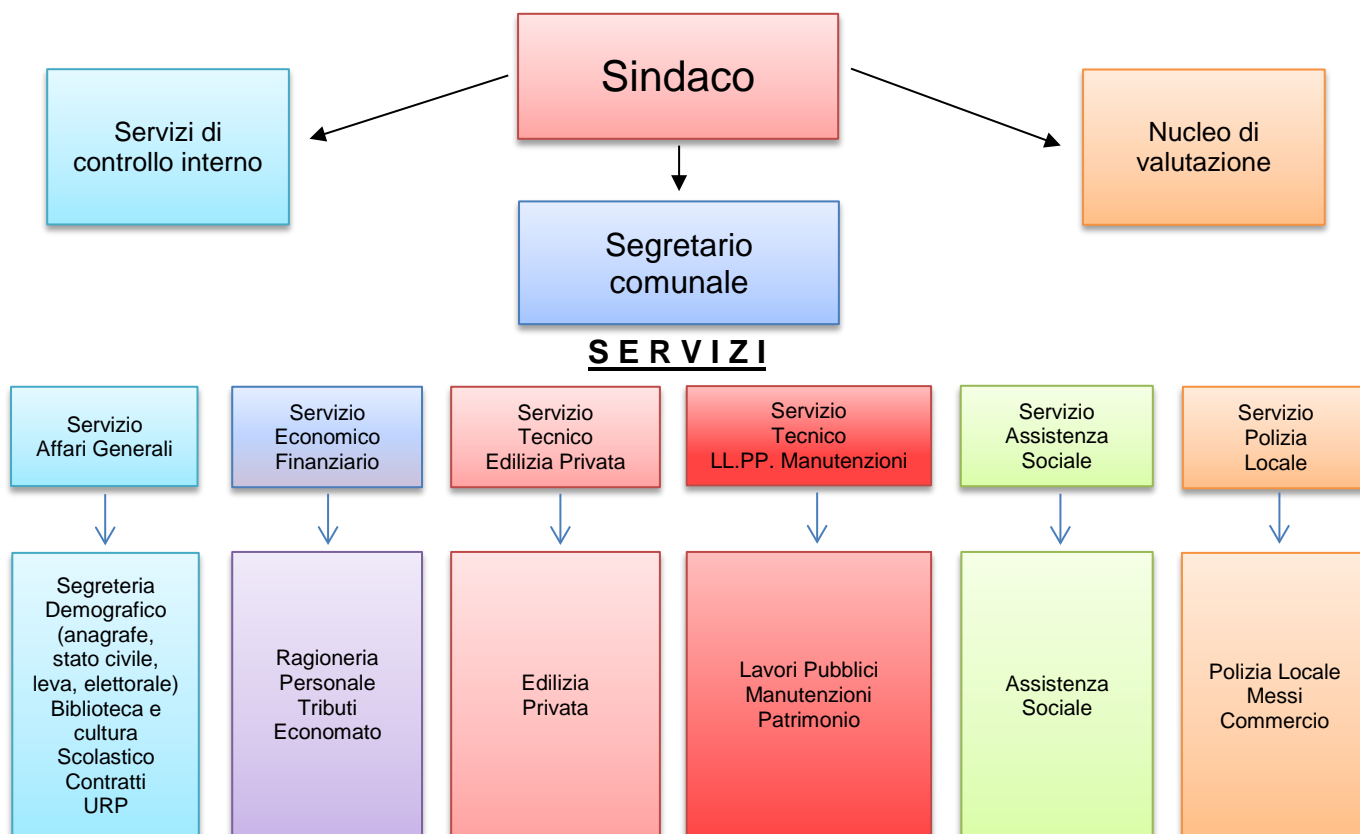 Sindaco
Servizi di
controllo interno
Nucleo di
valutazione
Segretario
comunale
S E R V I Z I
Servizio
Affari Generali
Servizio
Economico
Finanziario
Servizio
Tecnico
Edilizia Privata
Servizio
Tecnico
LL.PP. Manutenzioni
Servizio
Assistenza
Sociale
Servizio
Polizia
Locale
Segreteria
Demografico
(anagrafe,
stato civile,
leva, elettorale)
Biblioteca e
cultura
Scolastico
Contratti
URP
Ragioneria
Personale
Tributi
Economato
Edilizia
Privata
Lavori Pubblici
Manutenzioni
Patrimonio
Assistenza
Sociale
Polizia Locale
Messi
Commercio